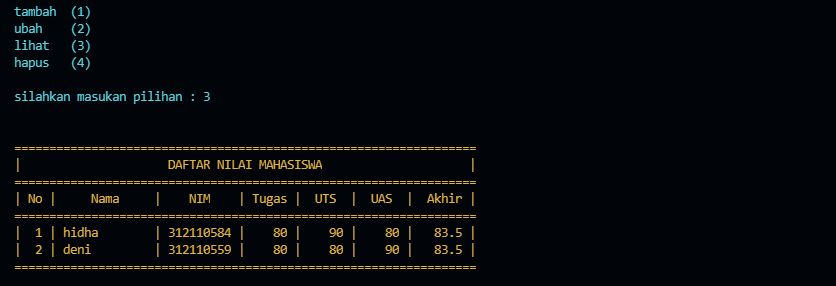 tambah  (1)
ubah    (2)
lihat   (3)
hapus   (4)
silahkan masukan pilihan : 3
==================================================================
|                     DAFTAR NILAI MAHASISWA                     |
==================================================================
| No |     Nama     |    NIM    | Tugas |  UTS  |  UAS  |  Akhir |
==================================================================
|  1 | hidha        | 312110584 |    80 |    90 |    80 |   83.5 |
|  2 | deni         | 312110559 |    80 |    80 |    90 |   83.5 |
==================================================================